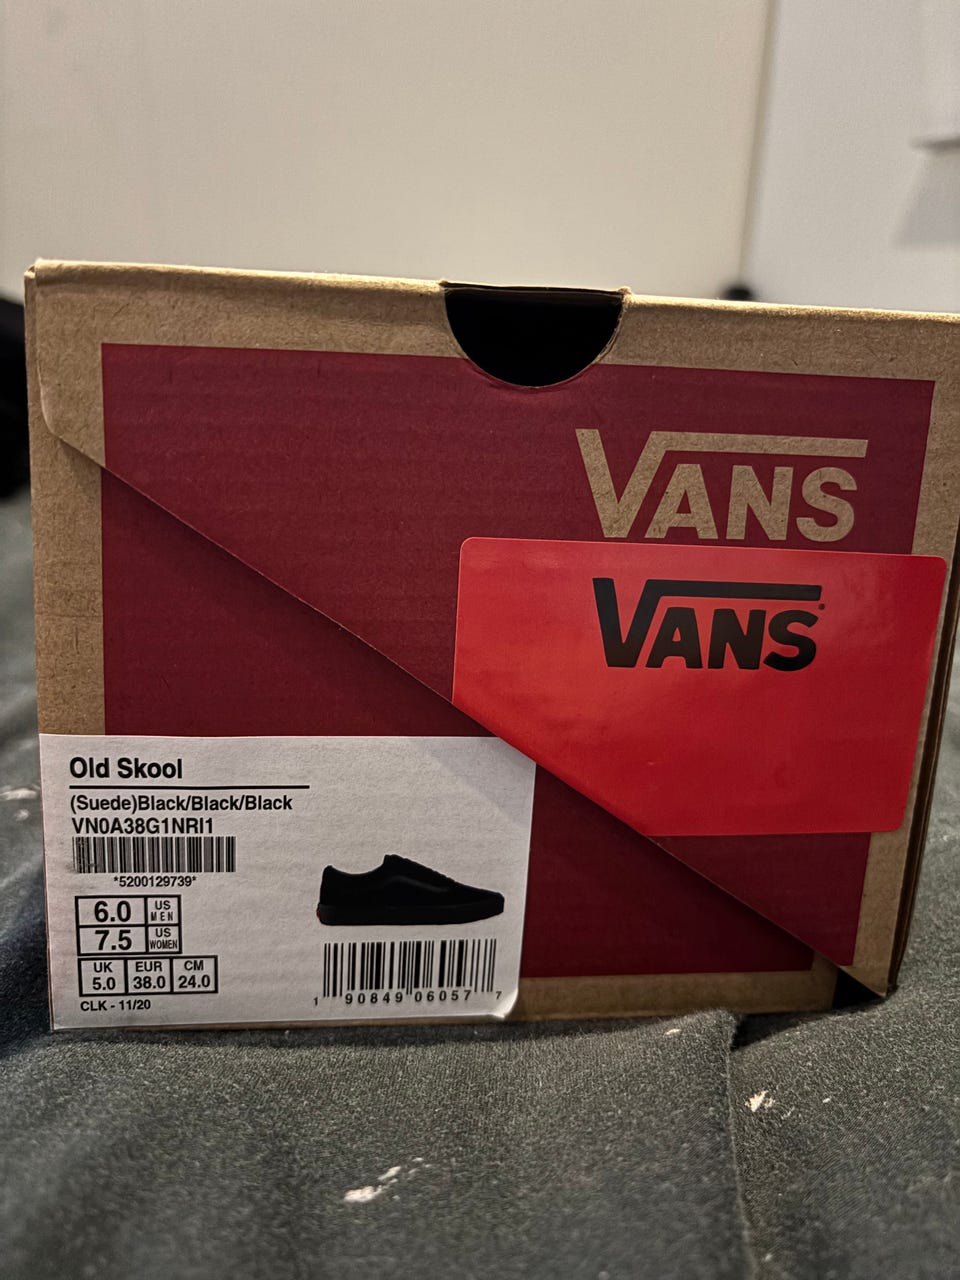 VANS
VANS
Old Skool
(Suede)Black/Black/Black
VN0A38G1NRI1
*5200129739*
6.0 US MEN
7.5 US WOMEN
UK EUR CM
5.0 38.0 24.0
CLK - 11/20
1 90849 06057 7